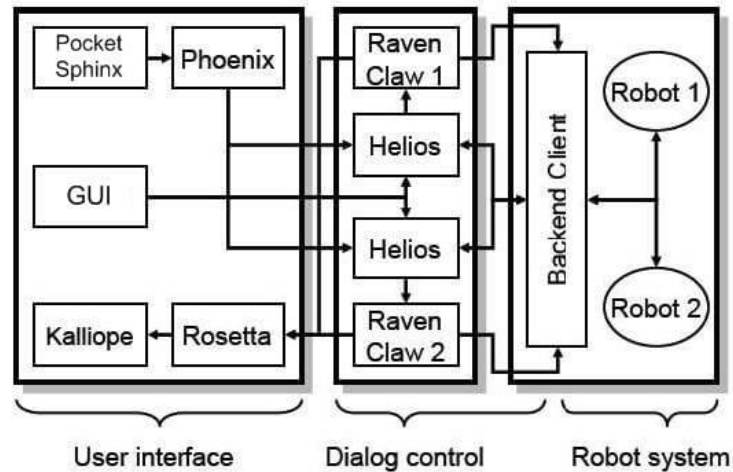 Pocket
Sphinx
Phoenix
GUI
Kalliope
Rosetta
Raven
Claw 1
Helios
Helios
Raven
Claw 2
Backend Client
Robot 1
Robot 2
User interface
Dialog control
Robot system